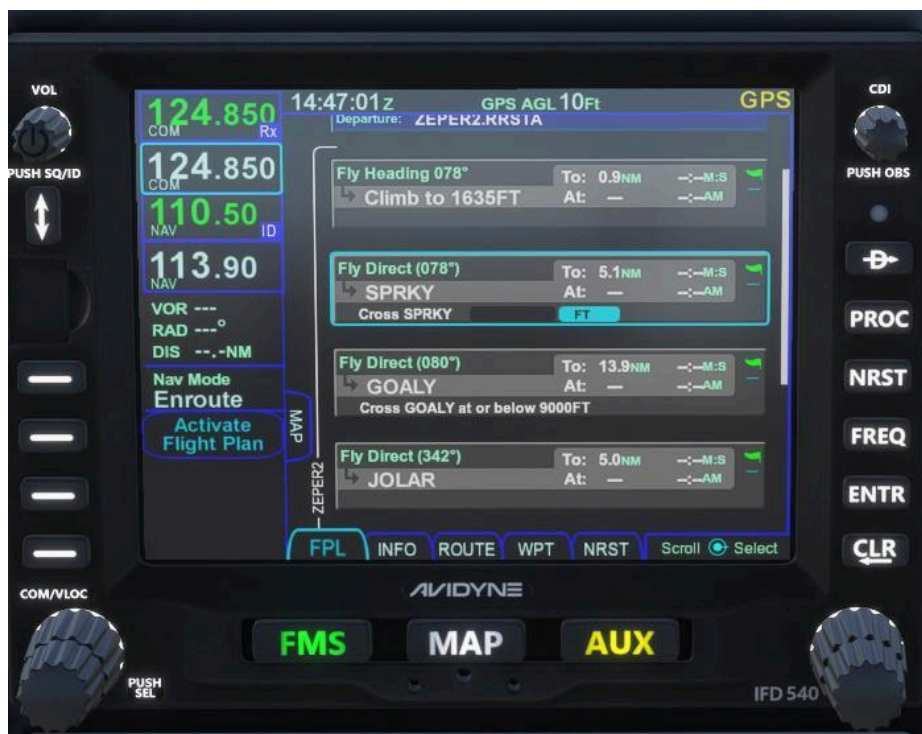 VOL
CDI
PUSH SQ/ID
PUSH OBS
124.850
COM Rx
124.850
COM
110.50
NAV ID
113.90
NAV
VOR ---
RAD ---°
DIS --.-NM
Nav Mode
Enroute
Activate
Flight Plan
14:47:01Z GPS AGL 10Ft GPS
Departure: ZEPER2.RRSTA
Fly Heading 078° To: 0.9NM --:--M:S
Climb to 1635FT At: — --:--AM
Fly Direct (078°) To: 5.1NM --:--M:S
SPRKY At: — --:--AM
Cross SPRKY FT
Fly Direct (080°) To: 13.9NM --:--M:S
GOALY At: — --:--AM
Cross GOALY at or below 9000FT
Fly Direct (342°) To: 5.0NM --:--M:S
JOLAR At: — --:--AM
MAP
ZEPER2
FPL INFO ROUTE WPT NRST Scroll Select
D
PROC
NRST
FREQ
ENTR
CLR
COM/VLOC
PUSH
SEL
AVIDYNE
FMS MAP AUX
IFD 540